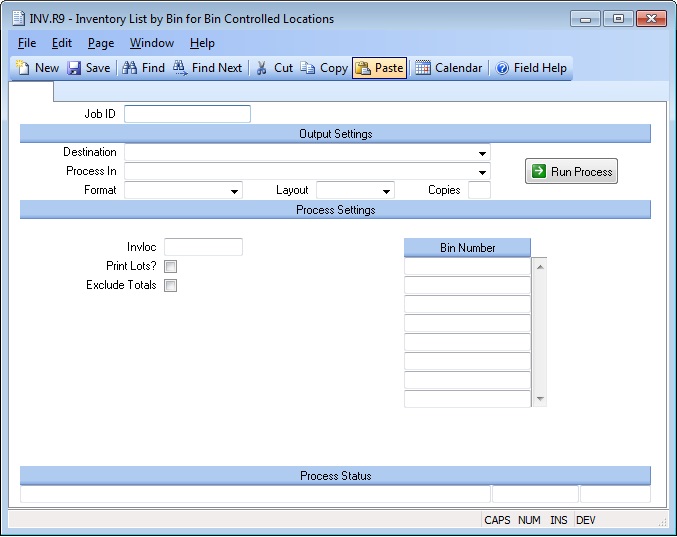 INV.R9 - Inventory List by Bin for Bin Controlled Locations
File Edit Page Window Help
New Save Find Find Next Cut Copy Paste Calendar Field Help
Job ID
Output Settings
Destination
Process In
Run Process
Format Layout Copies
Process Settings
Invloc
Bin Number
Print Lots?
Exclude Totals
Process Status
CAPS NUM INS DEV